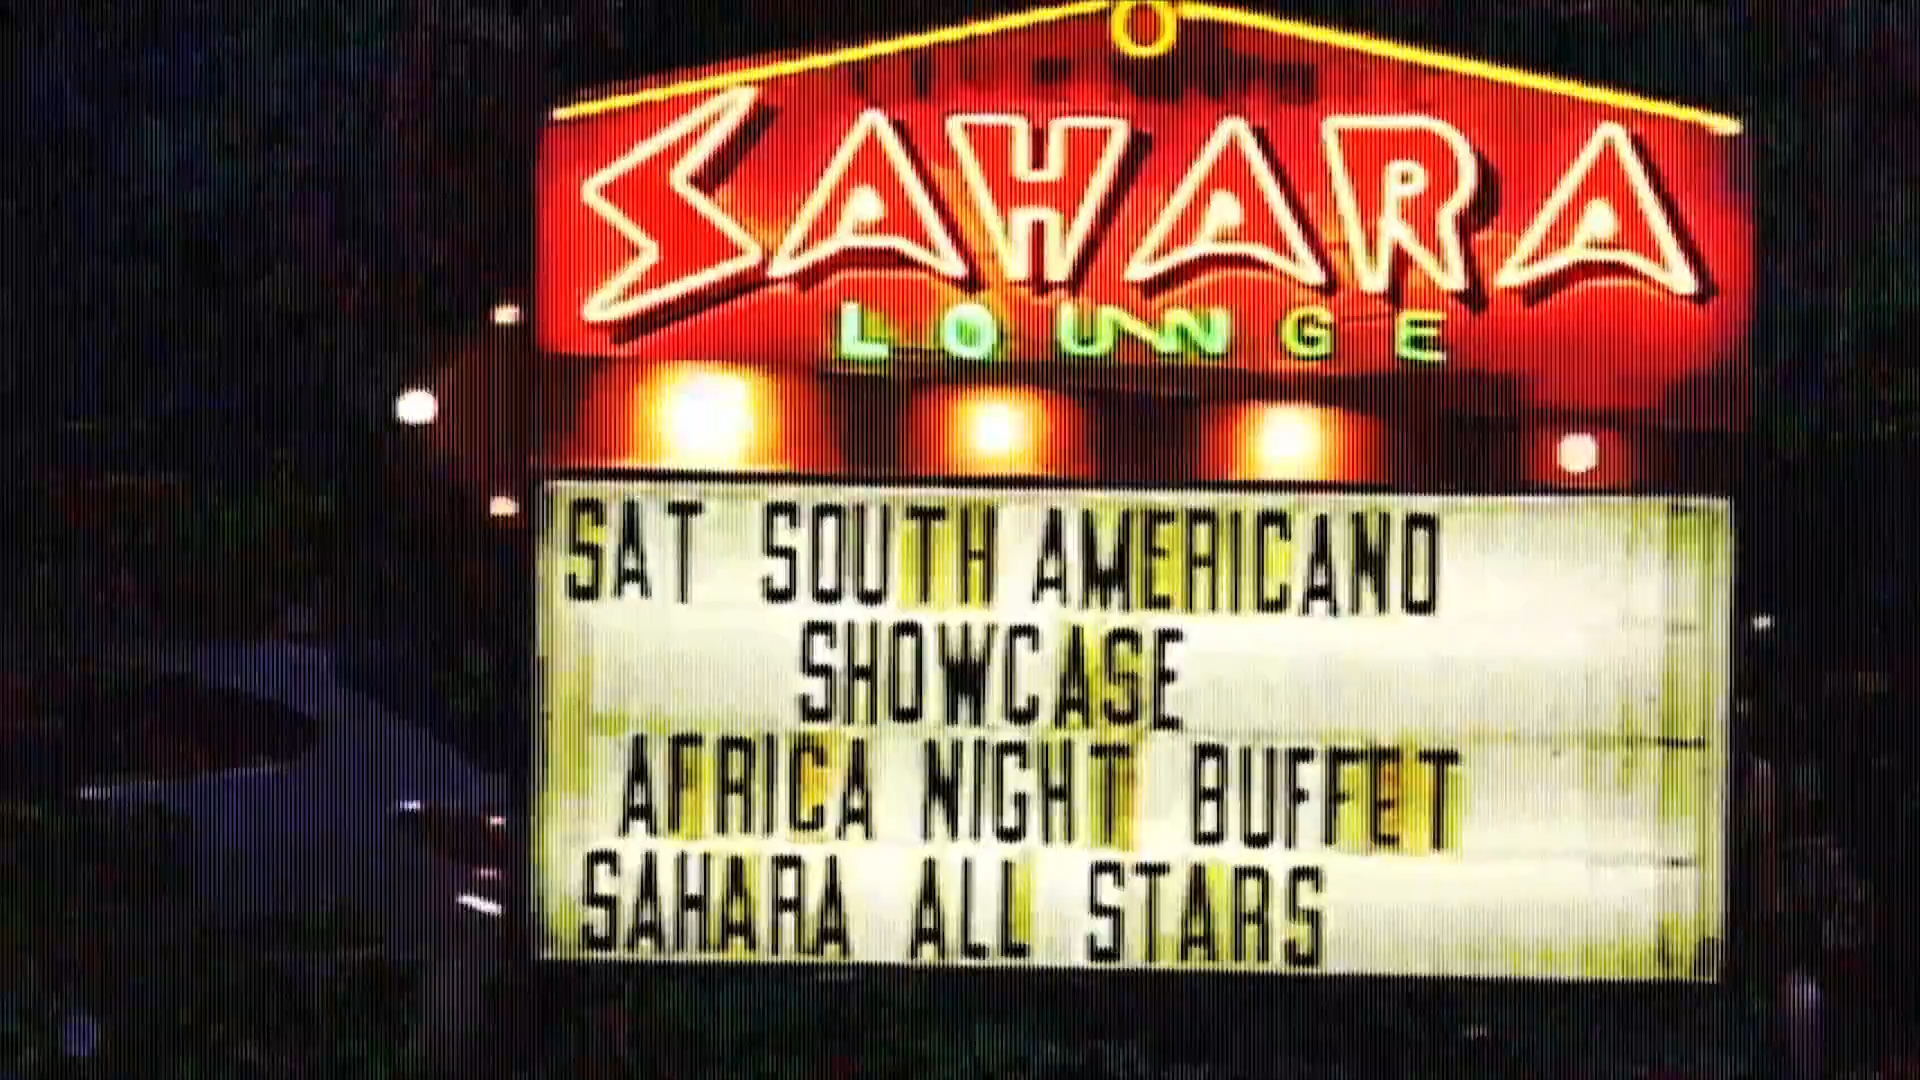 SAHARA
LOUNGE
SAT SOUTH AMERICANO
SHOWCASE
AFRICA NIGHT BUFFET
SAHARA ALL STARS